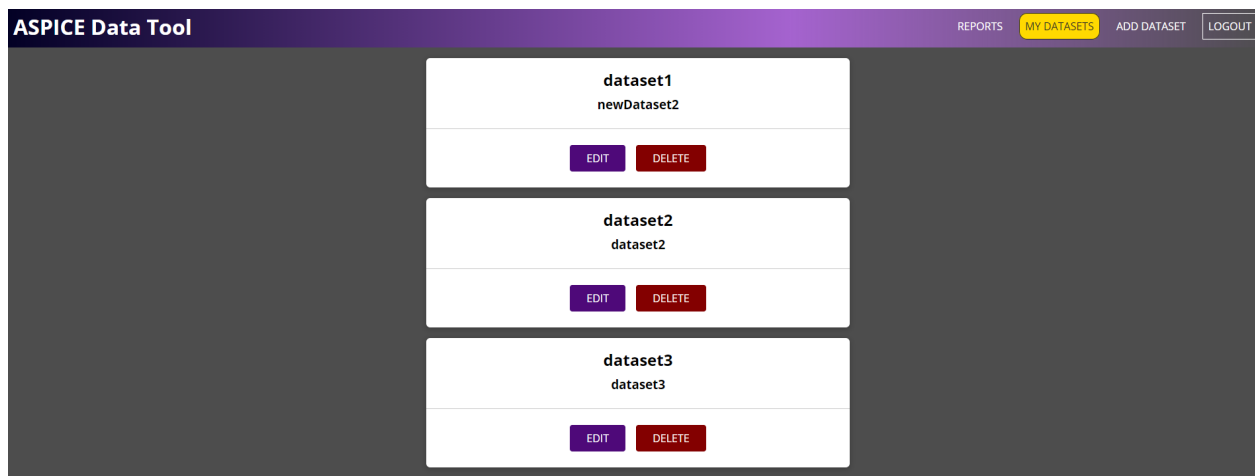 ASPICE Data Tool
REPORTS MY DATASETS ADD DATASET LOGOUT
dataset1
newDataset2
EDIT DELETE
dataset2
dataset2
EDIT DELETE
dataset3
dataset3
EDIT DELETE